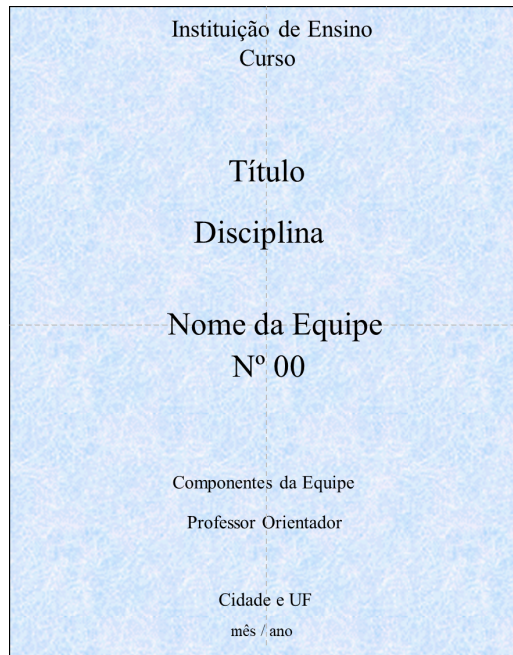 Instituição de Ensino
Curso
Título
Disciplina
Nome da Equipe
Nº 00
Componentes da Equipe
Professor Orientador
Cidade e UF
mês / ano